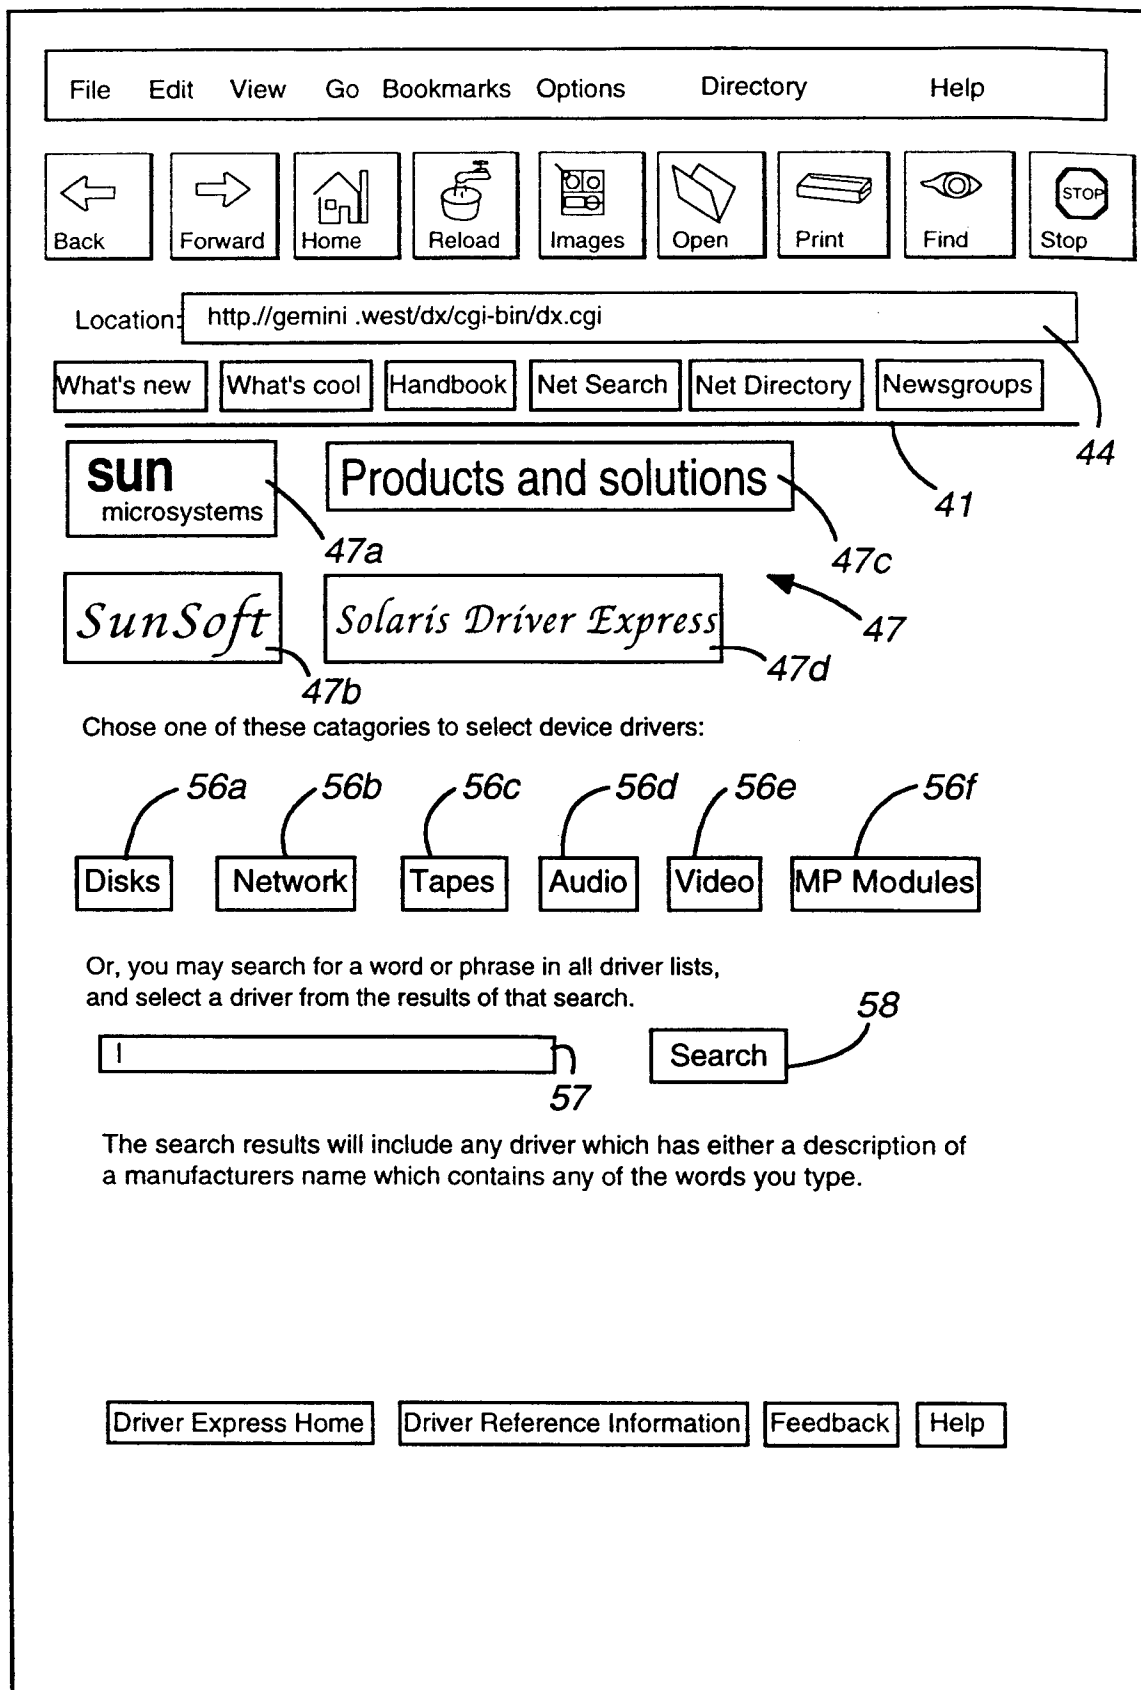 File Edit View Go Bookmarks Options Directory Help
Back Forward Home Reload Images Open Print Find STOP Stop
Location: http.//gemini .west/dx/cgi-bin/dx.cgi
What's new What's cool Handbook Net Search Net Directory Newsgroups
44
41
sun
microsystems
Products and solutions
47a
47c
SunSoft
Solaris Driver Express
47
47b
47d
Chose one of these catagories to select device drivers:
56a 56b 56c 56d 56e 56f
Disks Network Tapes Audio Video MP Modules
Or, you may search for a word or phrase in all driver lists,
and select a driver from the results of that search.
58
Search
57
The search results will include any driver which has either a description of
a manufacturers name which contains any of the words you type.
Driver Express Home Driver Reference Information Feedback Help